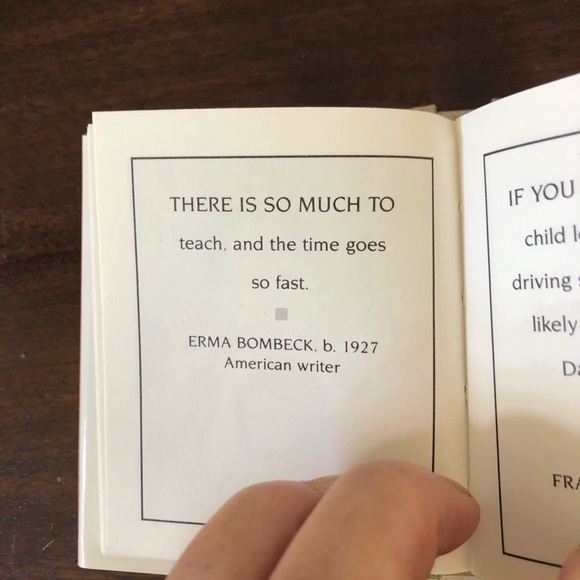 THERE IS SO MUCH TO
teach, and the time goes
so fast.
ERMA BOMBECK, b. 1927
American writer
IF YOU
child
driving
likely